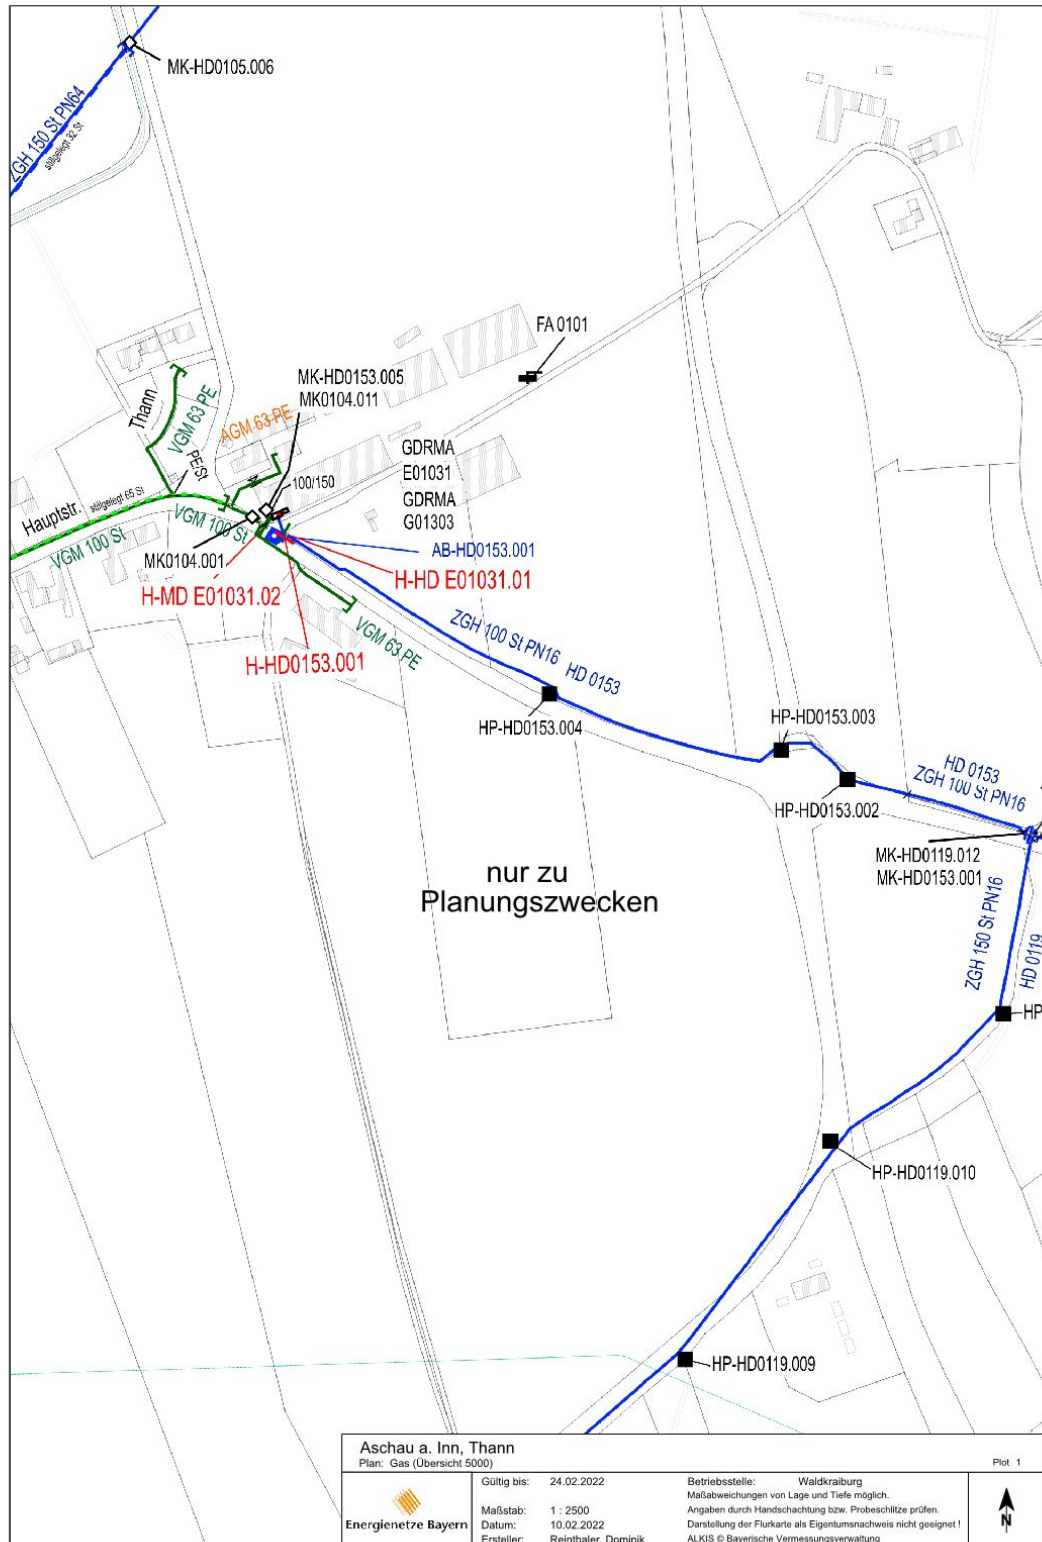 MK-HD0105.006
ZGH 150 St PN64
stillgelegt 32 St
FA 0101
MK-HD0153.005
MK0104.011
Thann
VGM 63 PE
AGM 63 PE
PE/St
GDRMA
E01031
GDRMA
G01303
100/150
Hauptstr.
stillgelegt 65 St
VGM 100 St
VGM 100 St
MK0104.001
AB-HD0153.001
H-MD E01031.02
H-HD E01031.01
H-HD0153.001
VGM 63 PE
ZGH 100 St PN16
HD 0153
HP-HD0153.004
HP-HD0153.003
HP-HD0153.002
HD 0153
ZGH 100 St PN16
MK-HD0119.012
MK-HD0153.001
nur zu
Planungszwecken
ZGH 150 St PN16
HD 0119
HP
HP-HD0119.010
HP-HD0119.009
Aschau a. Inn, Thann
Plan: Gas (Übersicht 5000)
Plot 1
Energienetze Bayern
Gültig bis: 24.02.2022
Maßstab: 1 : 2500
Datum: 10.02.2022
Ersteller: Reinthaler, Dominik
Betriebsstelle: Waldkraiburg
Maßabweichungen von Lage und Tiefe möglich.
Angaben durch Handschachtung bzw. Probeschlitze prüfen.
Darstellung der Flurkarte als Eigentumsnachweis nicht geeignet !
ALKIS © Bayerische Vermessungsverwaltung
N